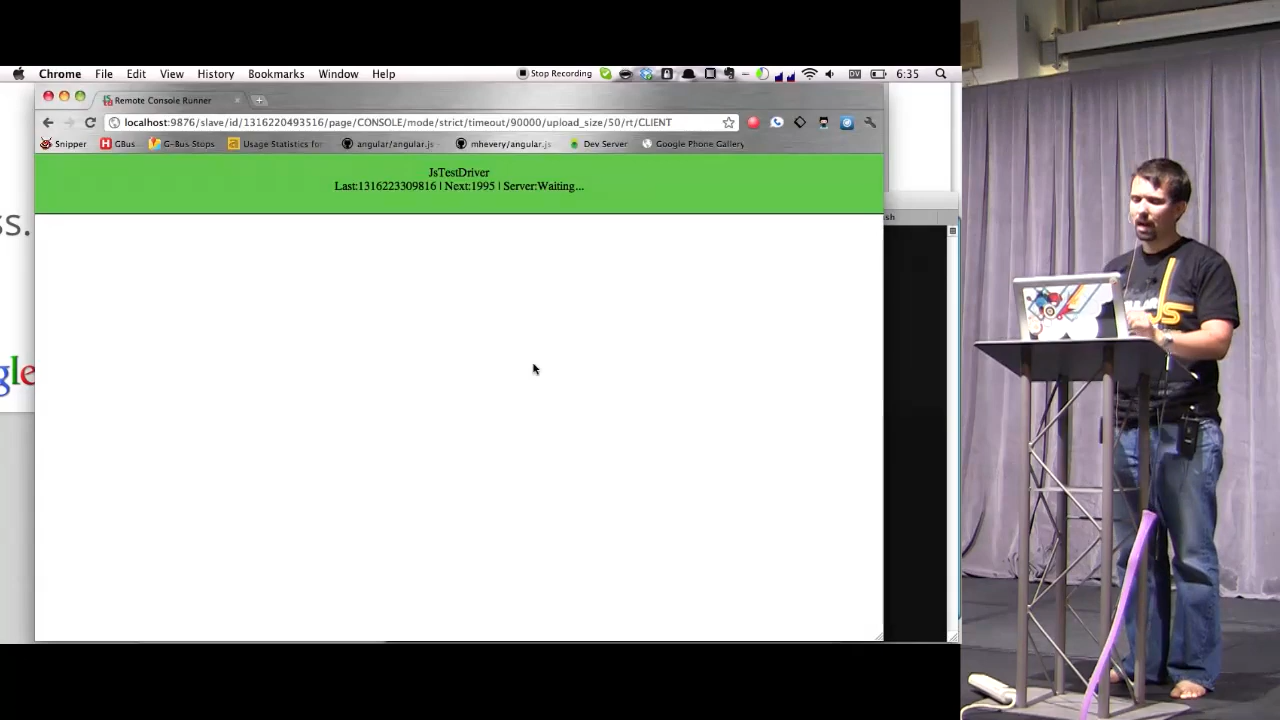 Chrome File Edit View History Bookmarks Window Help Stop Recording 6:35
Remote Console Runner
localhost:9876/slave/id/1316220493516/page/CONSOLE/mode/strict/timeout/90000/upload_size/50/rt/CLIENT
Snipper GBus G-Bus Stops Usage Statistics for angular/angular.js mhevery/angular.js Dev Server Google Phone Gallery
JsTestDriver
Last:1316223309816 | Next:1995 | Server:Waiting...
ss.
gle
JS